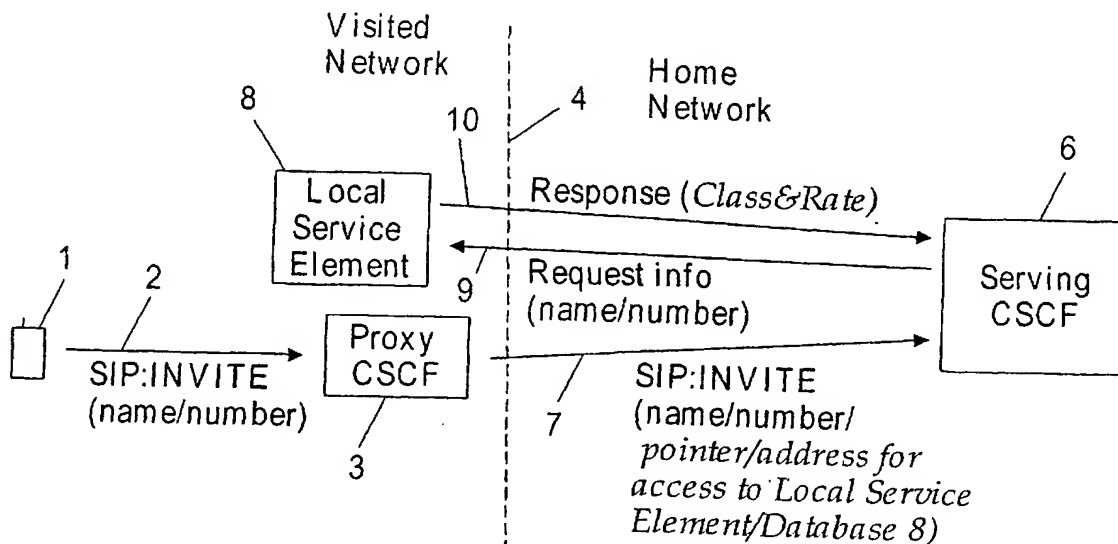 Visited
Network
Home
Network
8
10
4
6
Local
Service
Element
Response (Class&Rate)
9
Request info
(name/number)
Serving
CSCF
1
2
Proxy
CSCF
SIP:INVITE
(name/number)
3
7
SIP:INVITE
(name/number/
pointer/address for
access to Local Service
Element/Database 8)